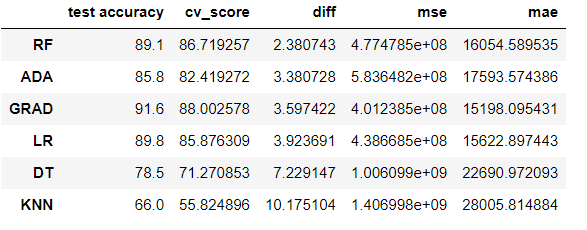 test accuracy cv_score diff mse mae
RF 89.1 86.719257 2.380743 4.774785e+08 16054.589535
ADA 85.8 82.419272 3.380728 5.836482e+08 17593.574386
GRAD 91.6 88.002578 3.597422 4.012385e+08 15198.095431
LR 89.8 85.876309 3.923691 4.386685e+08 15622.897443
DT 78.5 71.270853 7.229147 1.006099e+09 22690.972093
KNN 66.0 55.824896 10.175104 1.406998e+09 28005.814884